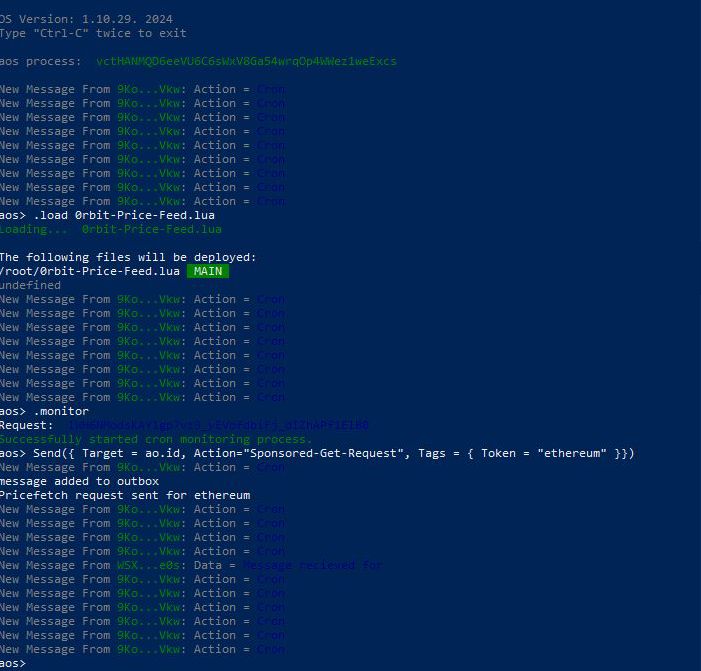 OS Version: 1.10.29. 2024
Type "Ctrl-C" twice to exit
aos process:  vctHANMQD6eeVU6C6sWxV8Ga54wrqOp4WWez1weExcs
New Message From 9Ko...Vkw: Action = Cron
New Message From 9Ko...Vkw: Action = Cron
New Message From 9Ko...Vkw: Action = Cron
New Message From 9Ko...Vkw: Action = Cron
New Message From 9Ko...Vkw: Action = Cron
New Message From 9Ko...Vkw: Action = Cron
New Message From 9Ko...Vkw: Action = Cron
New Message From 9Ko...Vkw: Action = Cron
New Message From 9Ko...Vkw: Action = Cron
aos> .load 0rbit-Price-Feed.lua
Loading...  0rbit-Price-Feed.lua
The following files will be deployed:
/root/0rbit-Price-Feed.lua  MAIN
undefined
New Message From 9Ko...Vkw: Action = Cron
New Message From 9Ko...Vkw: Action = Cron
New Message From 9Ko...Vkw: Action = Cron
New Message From 9Ko...Vkw: Action = Cron
New Message From 9Ko...Vkw: Action = Cron
New Message From 9Ko...Vkw: Action = Cron
New Message From 9Ko...Vkw: Action = Cron
New Message From 9Ko...Vkw: Action = Cron
aos> .monitor
Request:
Successfully started cron monitoring process.
aos> Send({ Target = ao.id, Action="Sponsored-Get-Request", Tags = { Token = "ethereum" }})
New Message From 9Ko...Vkw: Action = Cron
message added to outbox
Pricefetch request sent for ethereum
New Message From 9Ko...Vkw: Action = Cron
New Message From 9Ko...Vkw: Action = Cron
New Message From 9Ko...Vkw: Action = Cron
New Message From 9Ko...Vkw: Action = Cron
New Message From WSX...e0s: Data = Message recieved for
New Message From 9Ko...Vkw: Action = Cron
New Message From 9Ko...Vkw: Action = Cron
New Message From 9Ko...Vkw: Action = Cron
New Message From 9Ko...Vkw: Action = Cron
New Message From 9Ko...Vkw: Action = Cron
New Message From 9Ko...Vkw: Action = Cron
aos>